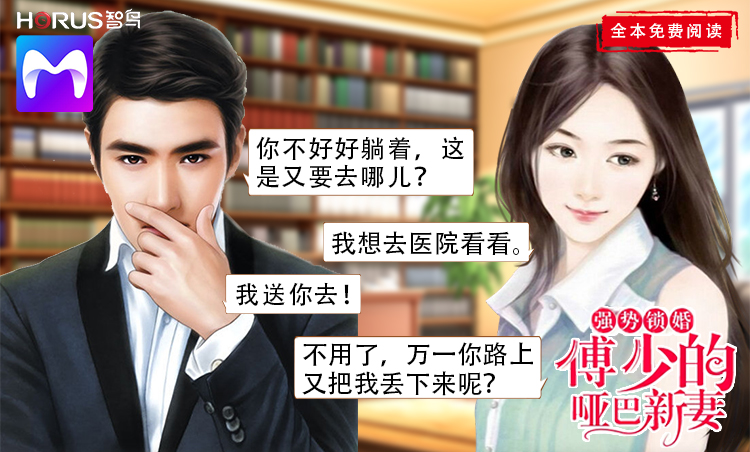 HORUS智鸟
全本免费阅读
你不好好躺着，这
是又要去哪儿？
我想去医院看看。
我送你去！
不用了，万一你路上
又把我丢下来呢？
强势锁婚
傅少的
哑巴新妻